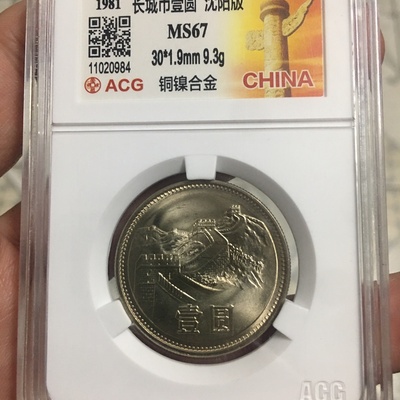 1981 长城币壹圆 沈阳版
MS67
30*1.9mm 9.3g
11020984
ACG
铜镍合金
CHINA
壹圆
ACG